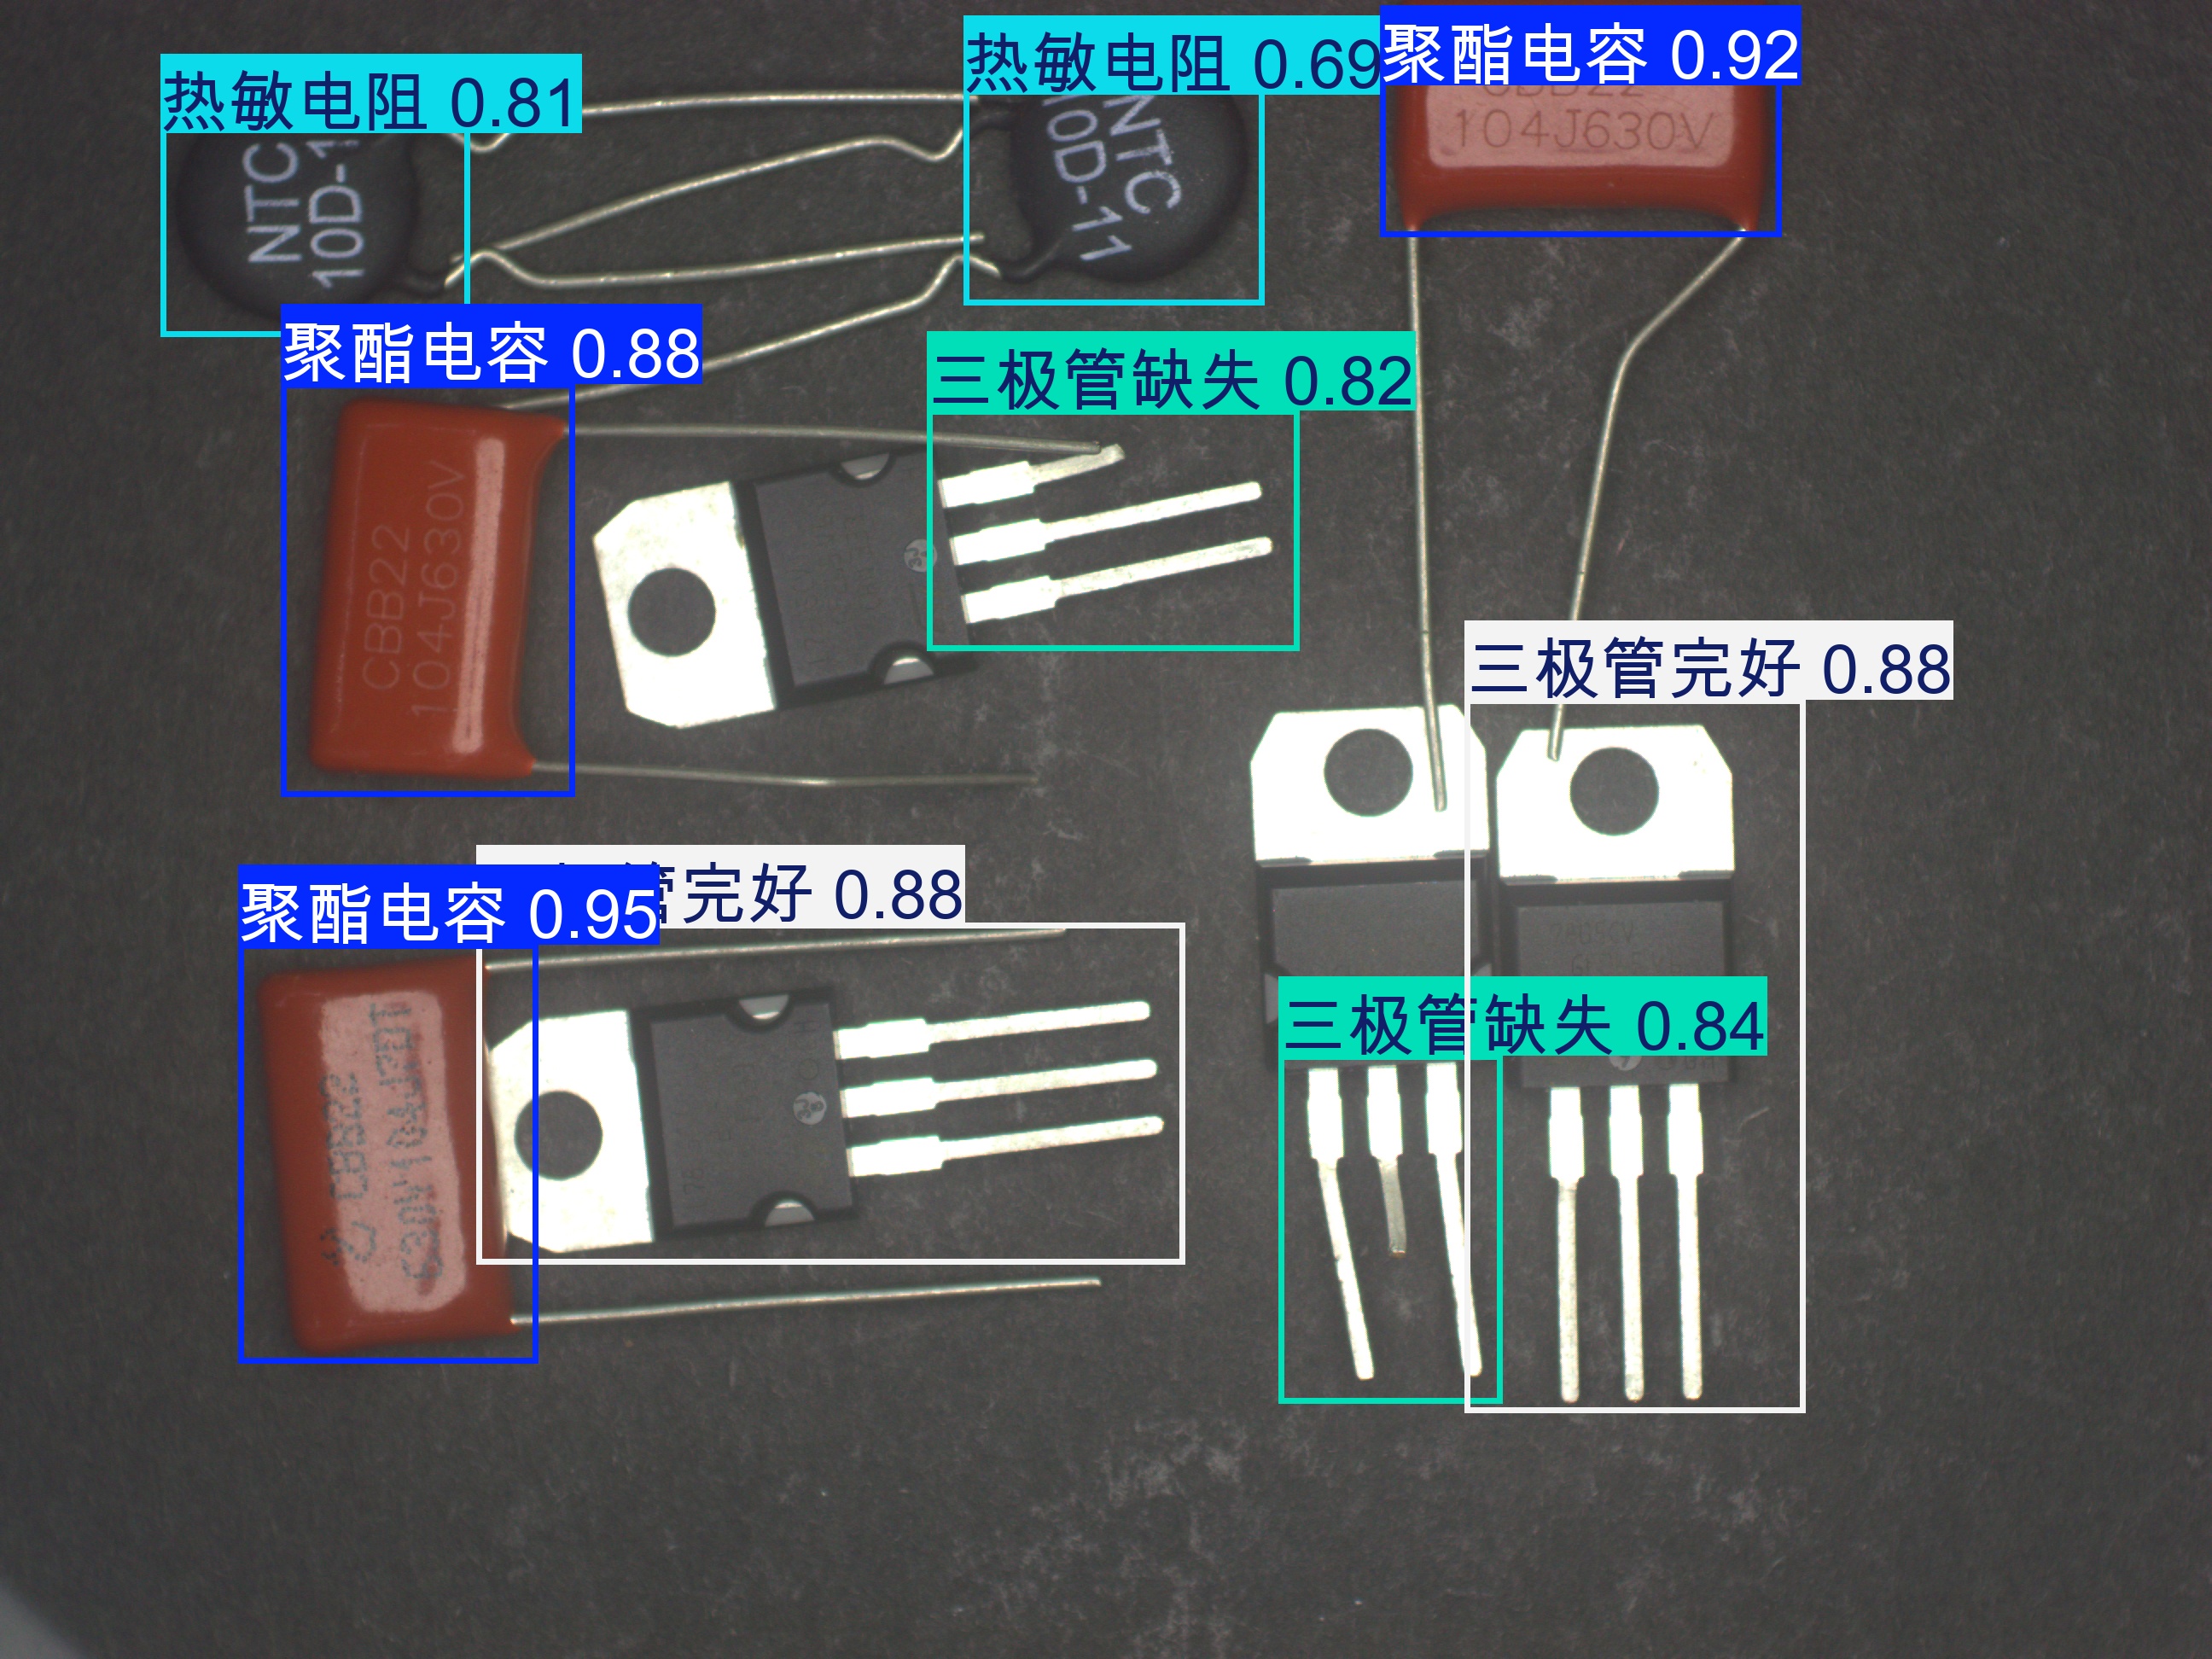 热敏电阻 0.81
热敏电阻 0.69
聚酯电容 0.92
NTC
10D-1
NTC
10D-11
104J630V
聚酯电容 0.88
三极管缺失 0.82
CBB22
104J630V
三极管完好 0.88
管完好 0.88
聚酯电容 0.95
三极管缺失 0.84
CBB22
630V104J